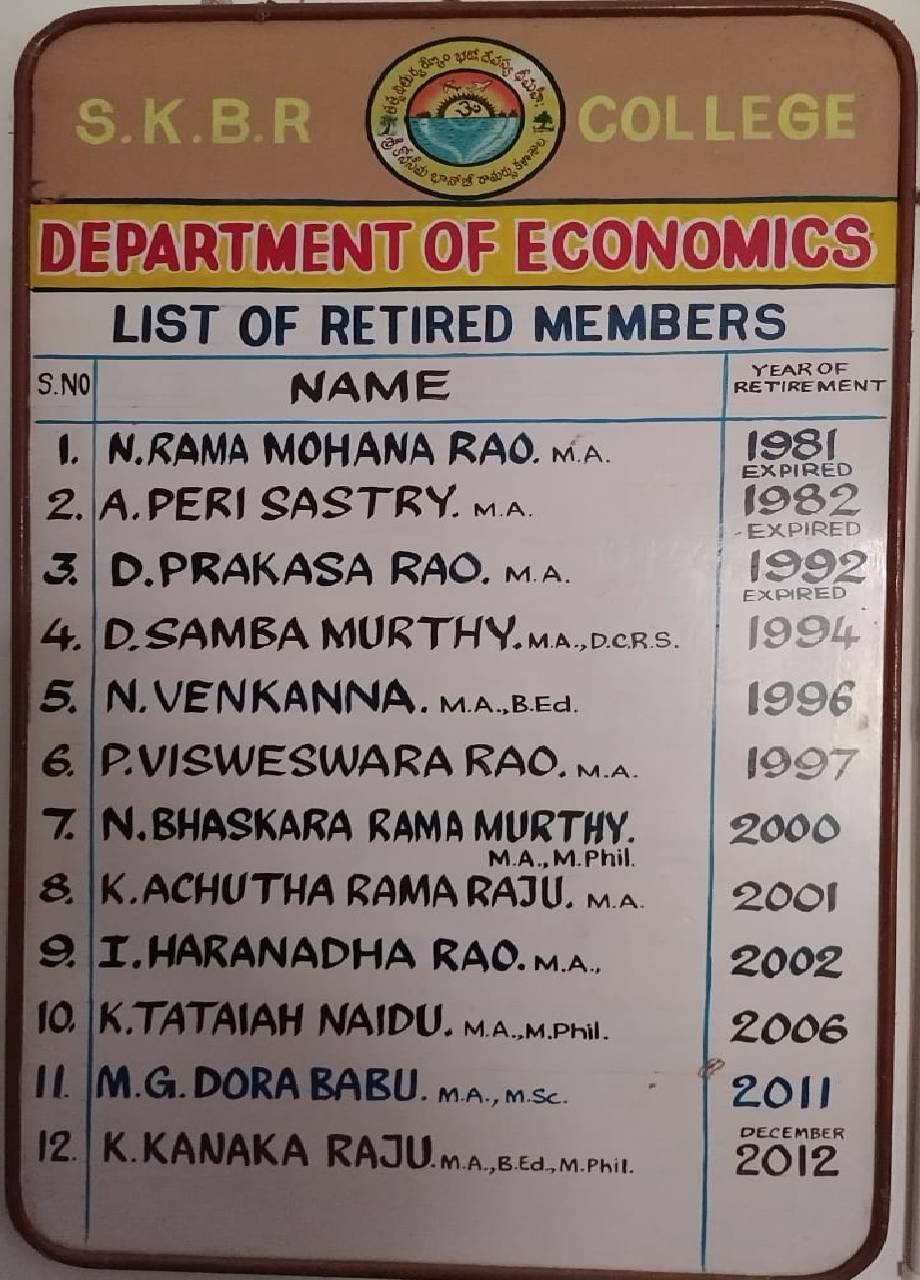 S.K.B.R COLLEGE
DEPARTMENT OF ECONOMICS
LIST OF RETIRED MEMBERS
S.NO NAME YEAR OF RETIREMENT
1. N.RAMA MOHANA RAO. M.A. 1981
EXPIRED
2. A.PERI SASTRY. M.A. 1982
EXPIRED
3. D.PRAKASA RAO. M.A. 1992
EXPIRED
4. D.SAMBA MURTHY. M.A.,D.C.R.S. 1994
5. N.VENKANNA. M.A.,B.Ed. 1996
6. P.VISWESWARA RAO. M.A. 1997
7. N.BHASKARA RAMA MURTHY. 2000
M.A.,M.Phil.
8. K.ACHUTHA RAMA RAJU. M.A. 2001
9. I.HARANADHA RAO. M.A., 2002
10. K.TATAIAH NAIDU. M.A.,M.Phil. 2006
11. M.G.DORA BABU. M.A., M.Sc. 2011
DECEMBER
12. K.KANAKA RAJU. M.A.,B.Ed.,M.Phil. 2012